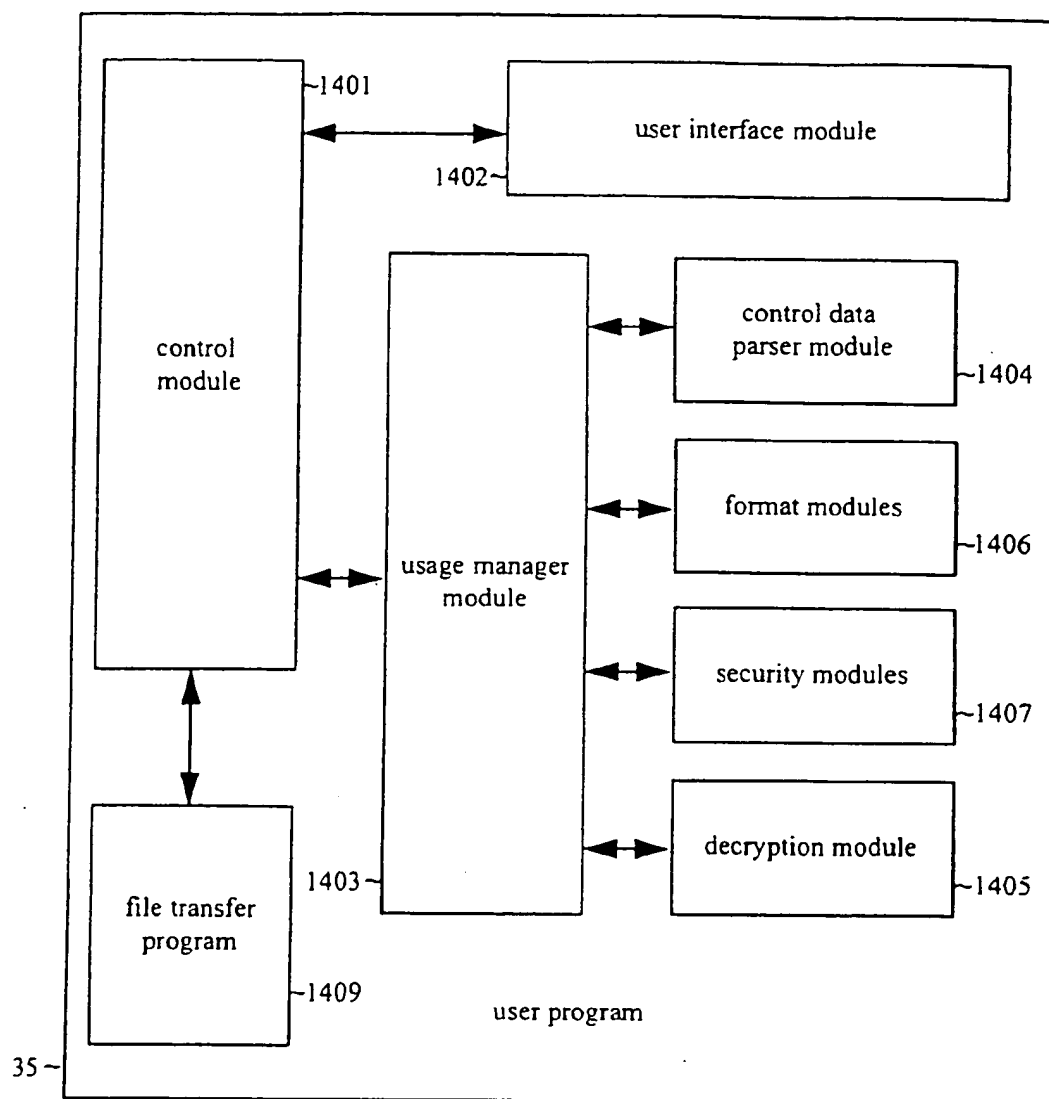 1401
user interface module
1402
control data
parser module
1404
control
module
format modules
1406
usage manager
module
security modules
1407
decryption module
1405
1403
file transfer
program
1409
user program
35